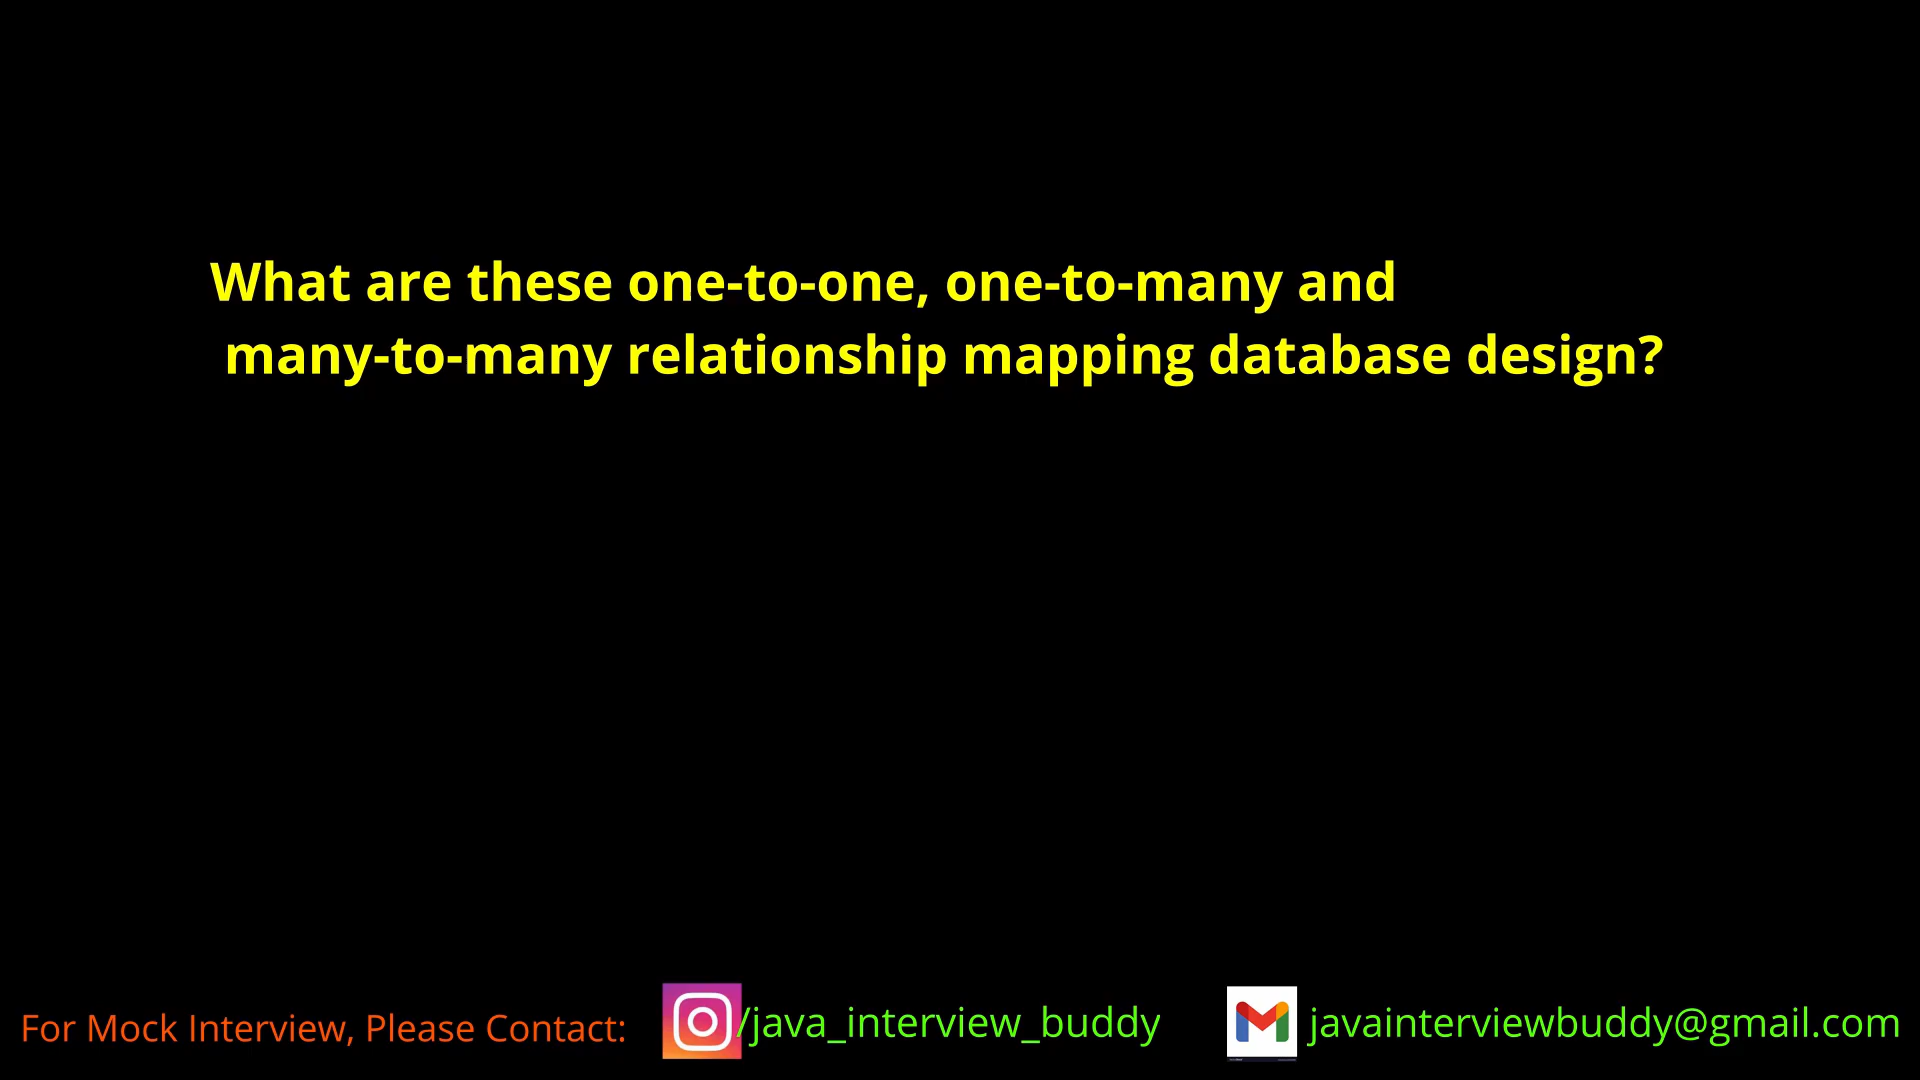 What are these one-to-one, one-to-many and
many-to-many relationship mapping database design?
For Mock Interview, Please Contact: /java_interview_buddy javainterviewbuddy@gmail.com